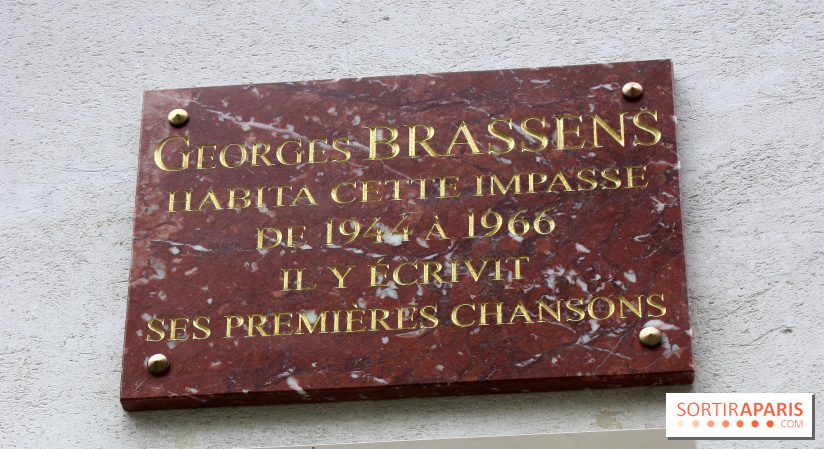 GEORGES BRASSENS
HABITA CETTE IMPASSE
DE 1944 À 1966
IL Y ÉCRIVIT
SES PREMIÈRES CHANSONS
SORTIRAPARIS
.COM